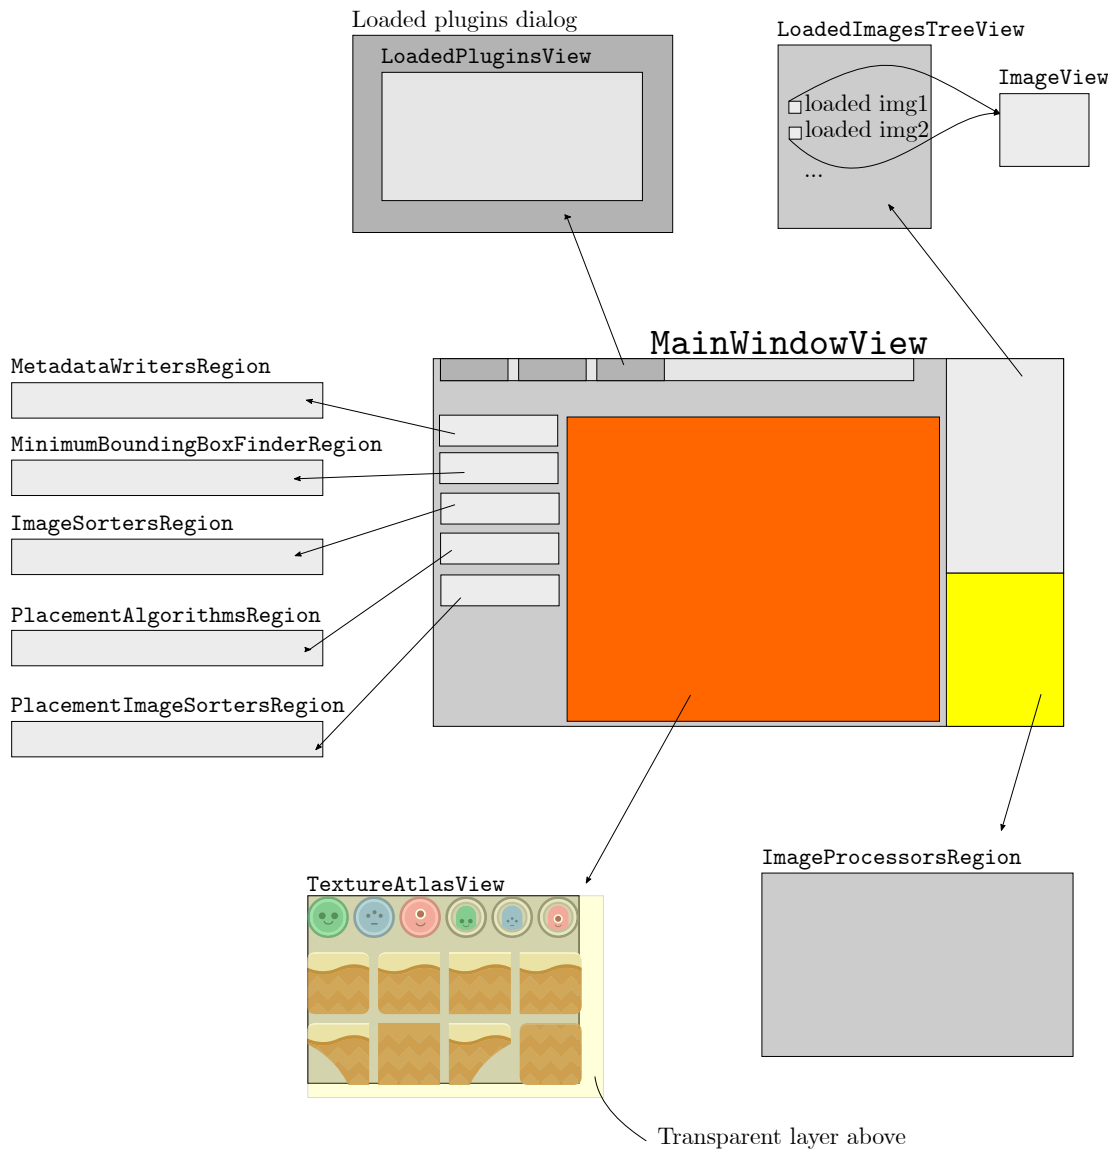 Loaded plugins dialog
LoadedPluginsView
LoadedImagesTreeView
ImageView
loaded img1
loaded img2
...
MainWindowView
MetadataWritersRegion
MinimumBoundingBoxFinderRegion
ImageSortersRegion
PlacementAlgorithmsRegion
PlacementImageSortersRegion
TextureAtlasView
ImageProcessorsRegion
Transparent layer above